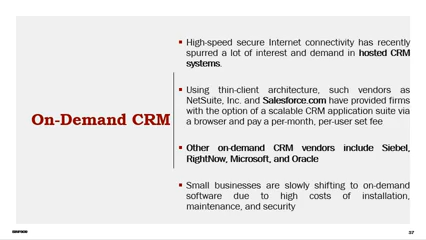 On-Demand CRM
▪ High-speed secure Internet connectivity has recently
spurred a lot of interest and demand in hosted CRM
systems.
▪ Using thin-client architecture, such vendors as
NetSuite, Inc. and Salesforce.com have provided firms
with the option of a scalable CRM application suite via
a browser and pay a per-month, per-user set fee
▪ Other on-demand CRM vendors include Siebel,
RightNow, Microsoft, and Oracle
▪ Small businesses are slowly shifting to on-demand
software due to high costs of installation,
maintenance, and security
37